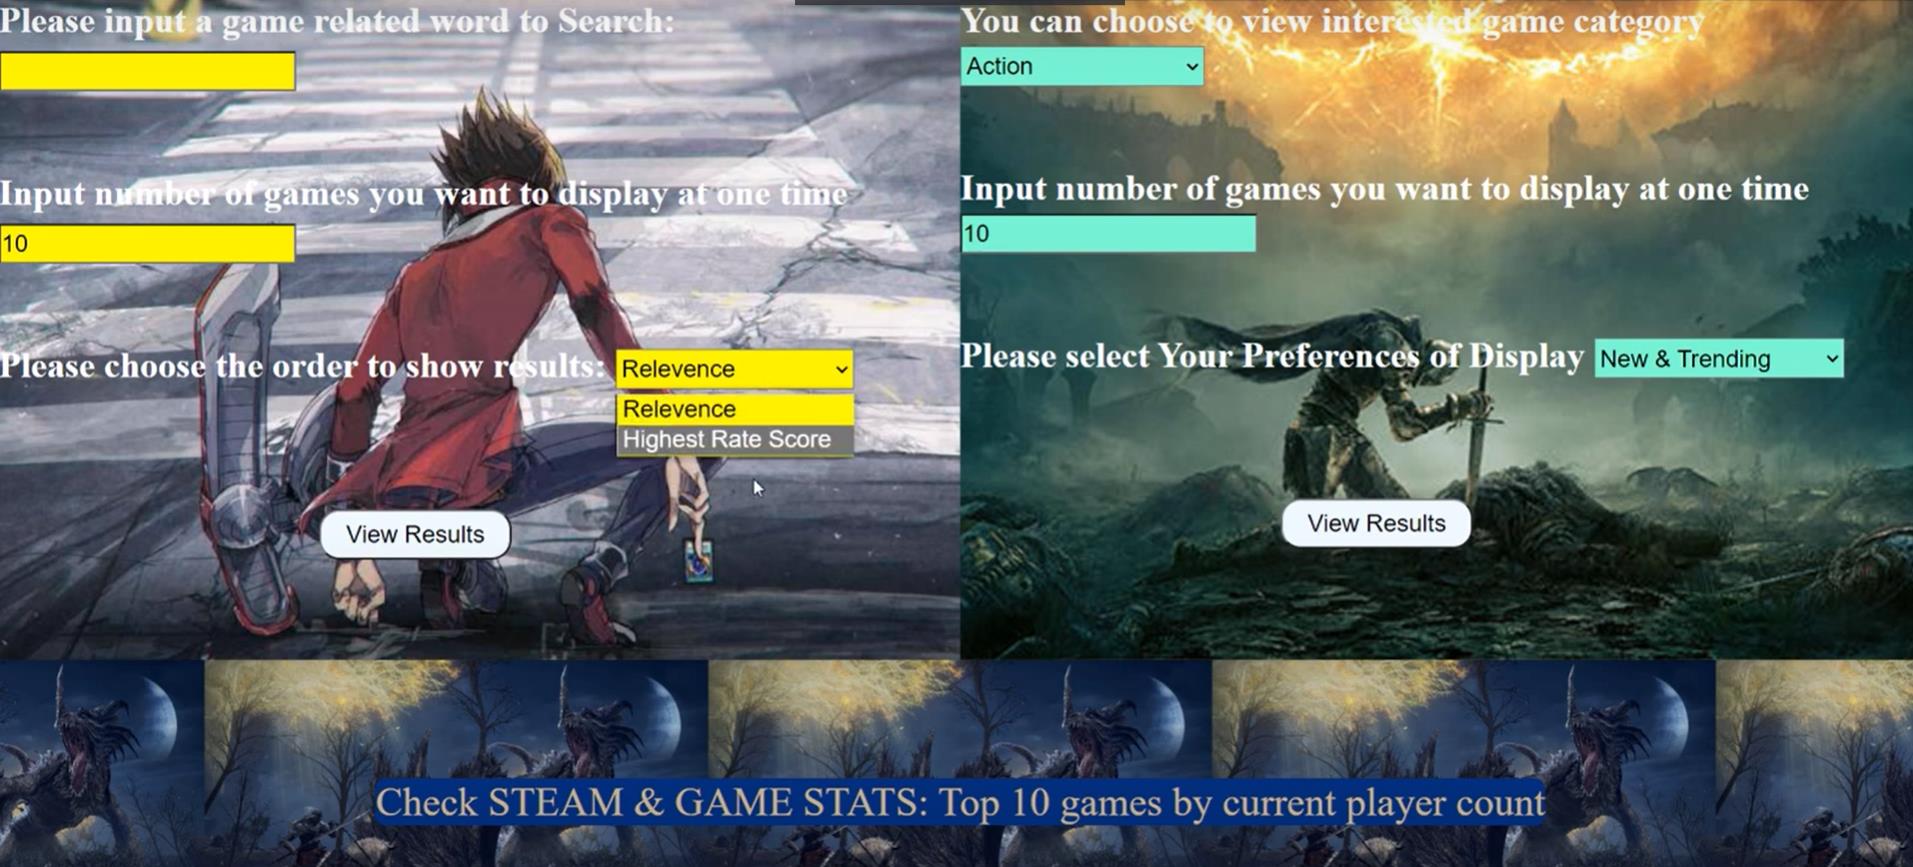 Please input a game related word to Search:
Input number of games you want to display at one time
10
Please choose the order to show results: Relevence
Relevence
Highest Rate Score
View Results
You can choose to view interested game category
Action
Input number of games you want to display at one time
10
Please select Your Preferences of Display New & Trending
View Results
Check STEAM & GAME STATS: Top 10 games by current player count